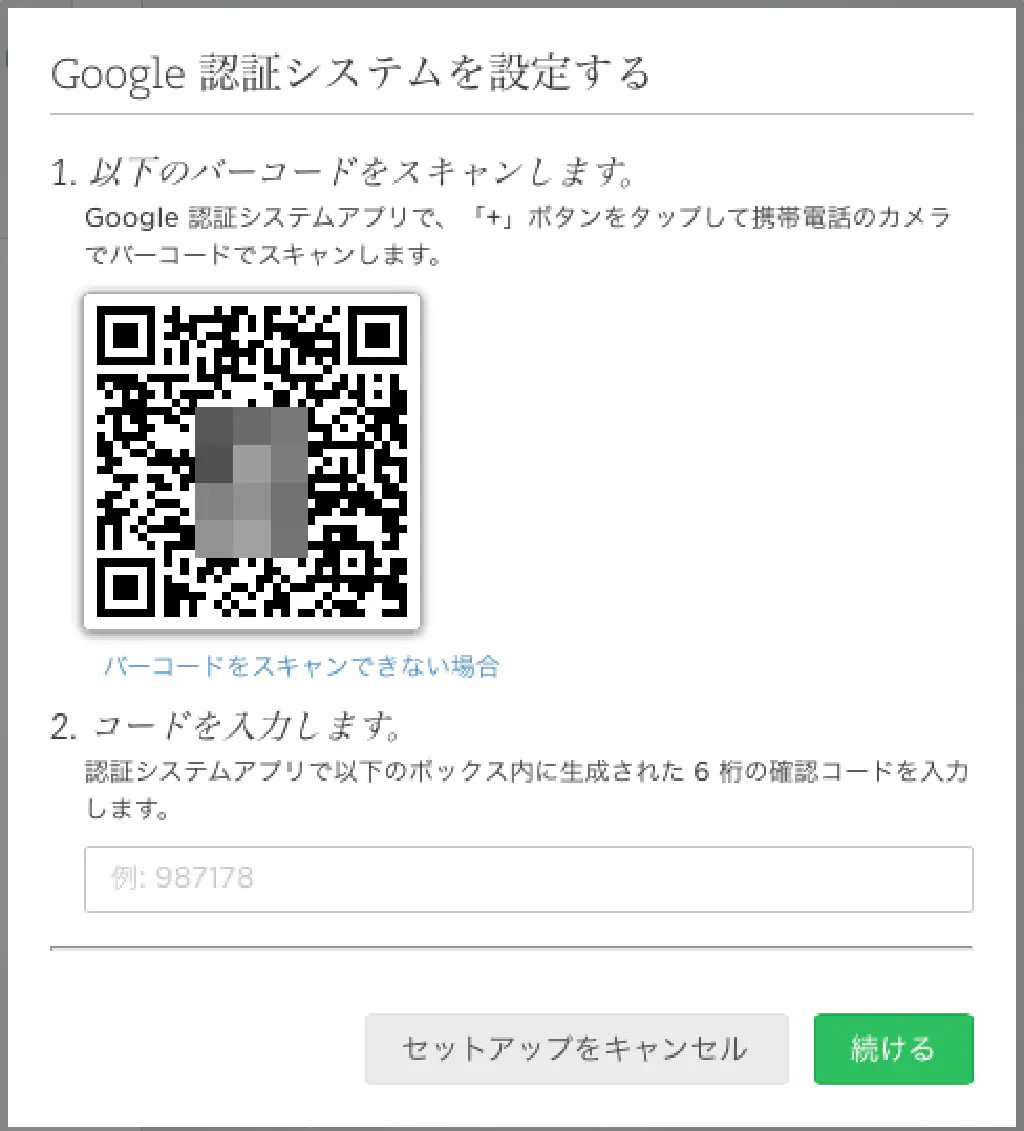 Google 認証システムを設定する
1. 以下のバーコードをスキャンします。
Google 認証システムアプリで、「+」ボタンをタップして携帯電話のカメラ
でバーコードでスキャンします。
バーコードをスキャンできない場合
2. コードを入力します。
認証システムアプリで以下のボックス内に生成された 6 桁の確認コードを入力
します。
例: 987178
セットアップをキャンセル
続ける